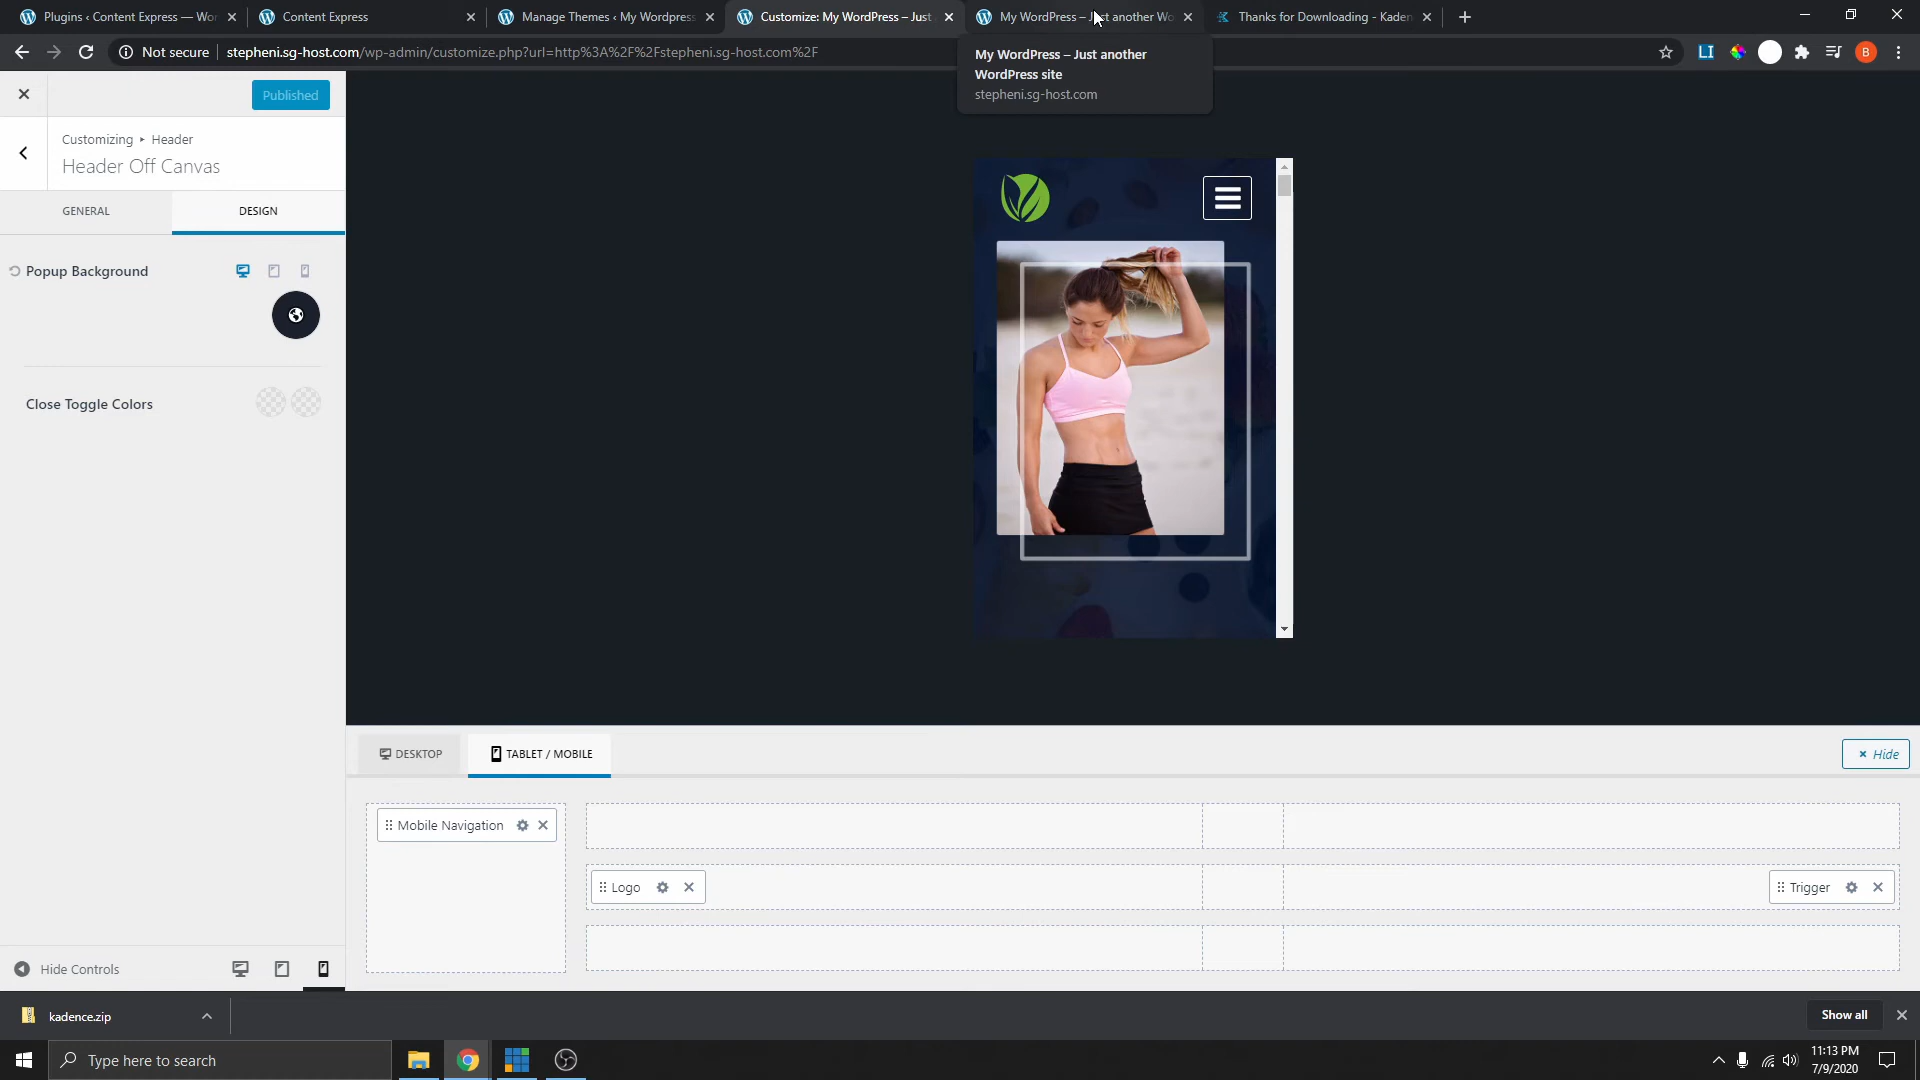 Plugins ‹ Content Express — Wor
Content Express
Manage Themes ‹ My Wordpress
Customize: My WordPress – Just
My WordPress – Just another Wo
Thanks for Downloading - Kaden
Not secure
stepheni.sg-host.com/wp-admin/customize.php?url=http%3A%2F%2Fstepheni.sg-host.com%2F
LI
B
My WordPress – Just another
WordPress site
stepheni.sg-host.com
Published
Customizing ▸ Header
Header Off Canvas
GENERAL
DESIGN
Popup Background
Close Toggle Colors
DESKTOP
TABLET / MOBILE
× Hide
Mobile Navigation
Logo
Trigger
Hide Controls
kadence.zip
Show all
Type here to search
11:13 PM
7/9/2020